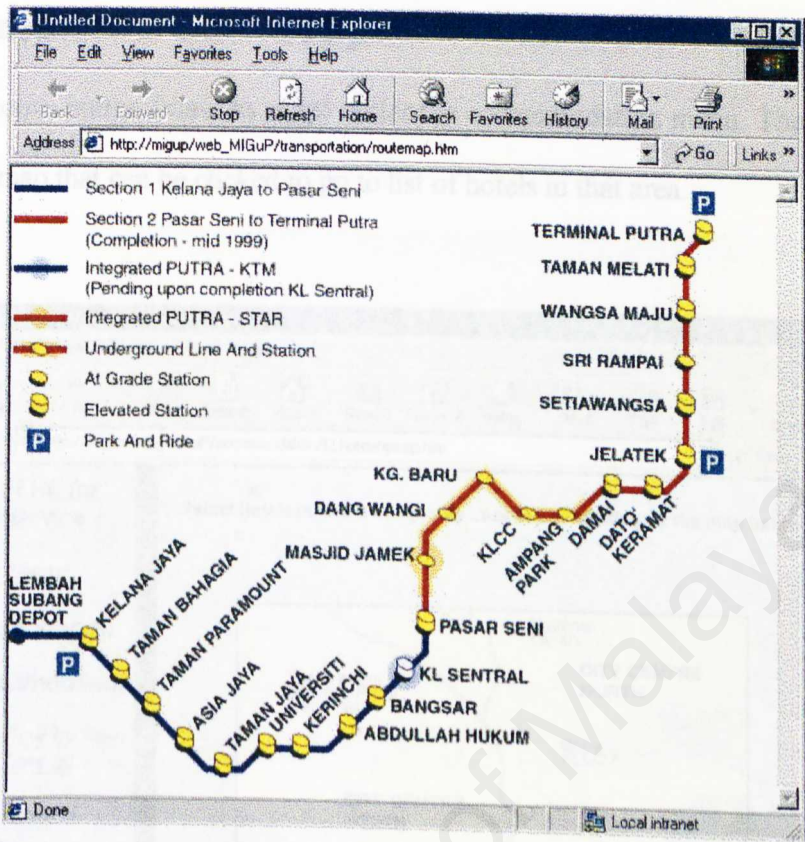 Untitled Document - Microsoft Internet Explorer
File Edit View Favorites Tools Help
Back Forward Stop Refresh Home Search Favorites History Mail Print »
Address http://migup/web_MIGuP/transportation/routemap.htm Go Links »
Section 1 Kelana Jaya to Pasar Seni
Section 2 Pasar Seni to Terminal Putra
(Completion - mid 1999)
Integrated PUTRA - KTM
(Pending upon completion KL Sentral)
Integrated PUTRA - STAR
Underground Line And Station
At Grade Station
Elevated Station
P Park And Ride
P
TERMINAL PUTRA
TAMAN MELATI
WANGSA MAJU
SRI RAMPAI
SETIAWANGSA
JELATEK
P
DATO'
KERAMAT
DAMAI
AMPANG
PARK
KLCC
KG. BARU
DANG WANGI
MASJID JAMEK
PASAR SENI
KL SENTRAL
BANGSAR
ABDULLAH HUKUM
KERINCHI
UNIVERSITI
TAMAN JAYA
ASIA JAYA
TAMAN PARAMOUNT
TAMAN BAHAGIA
KELANA JAYA
LEMBAH
SUBANG
DEPOT
P
Done
Local intranet
of Malaya